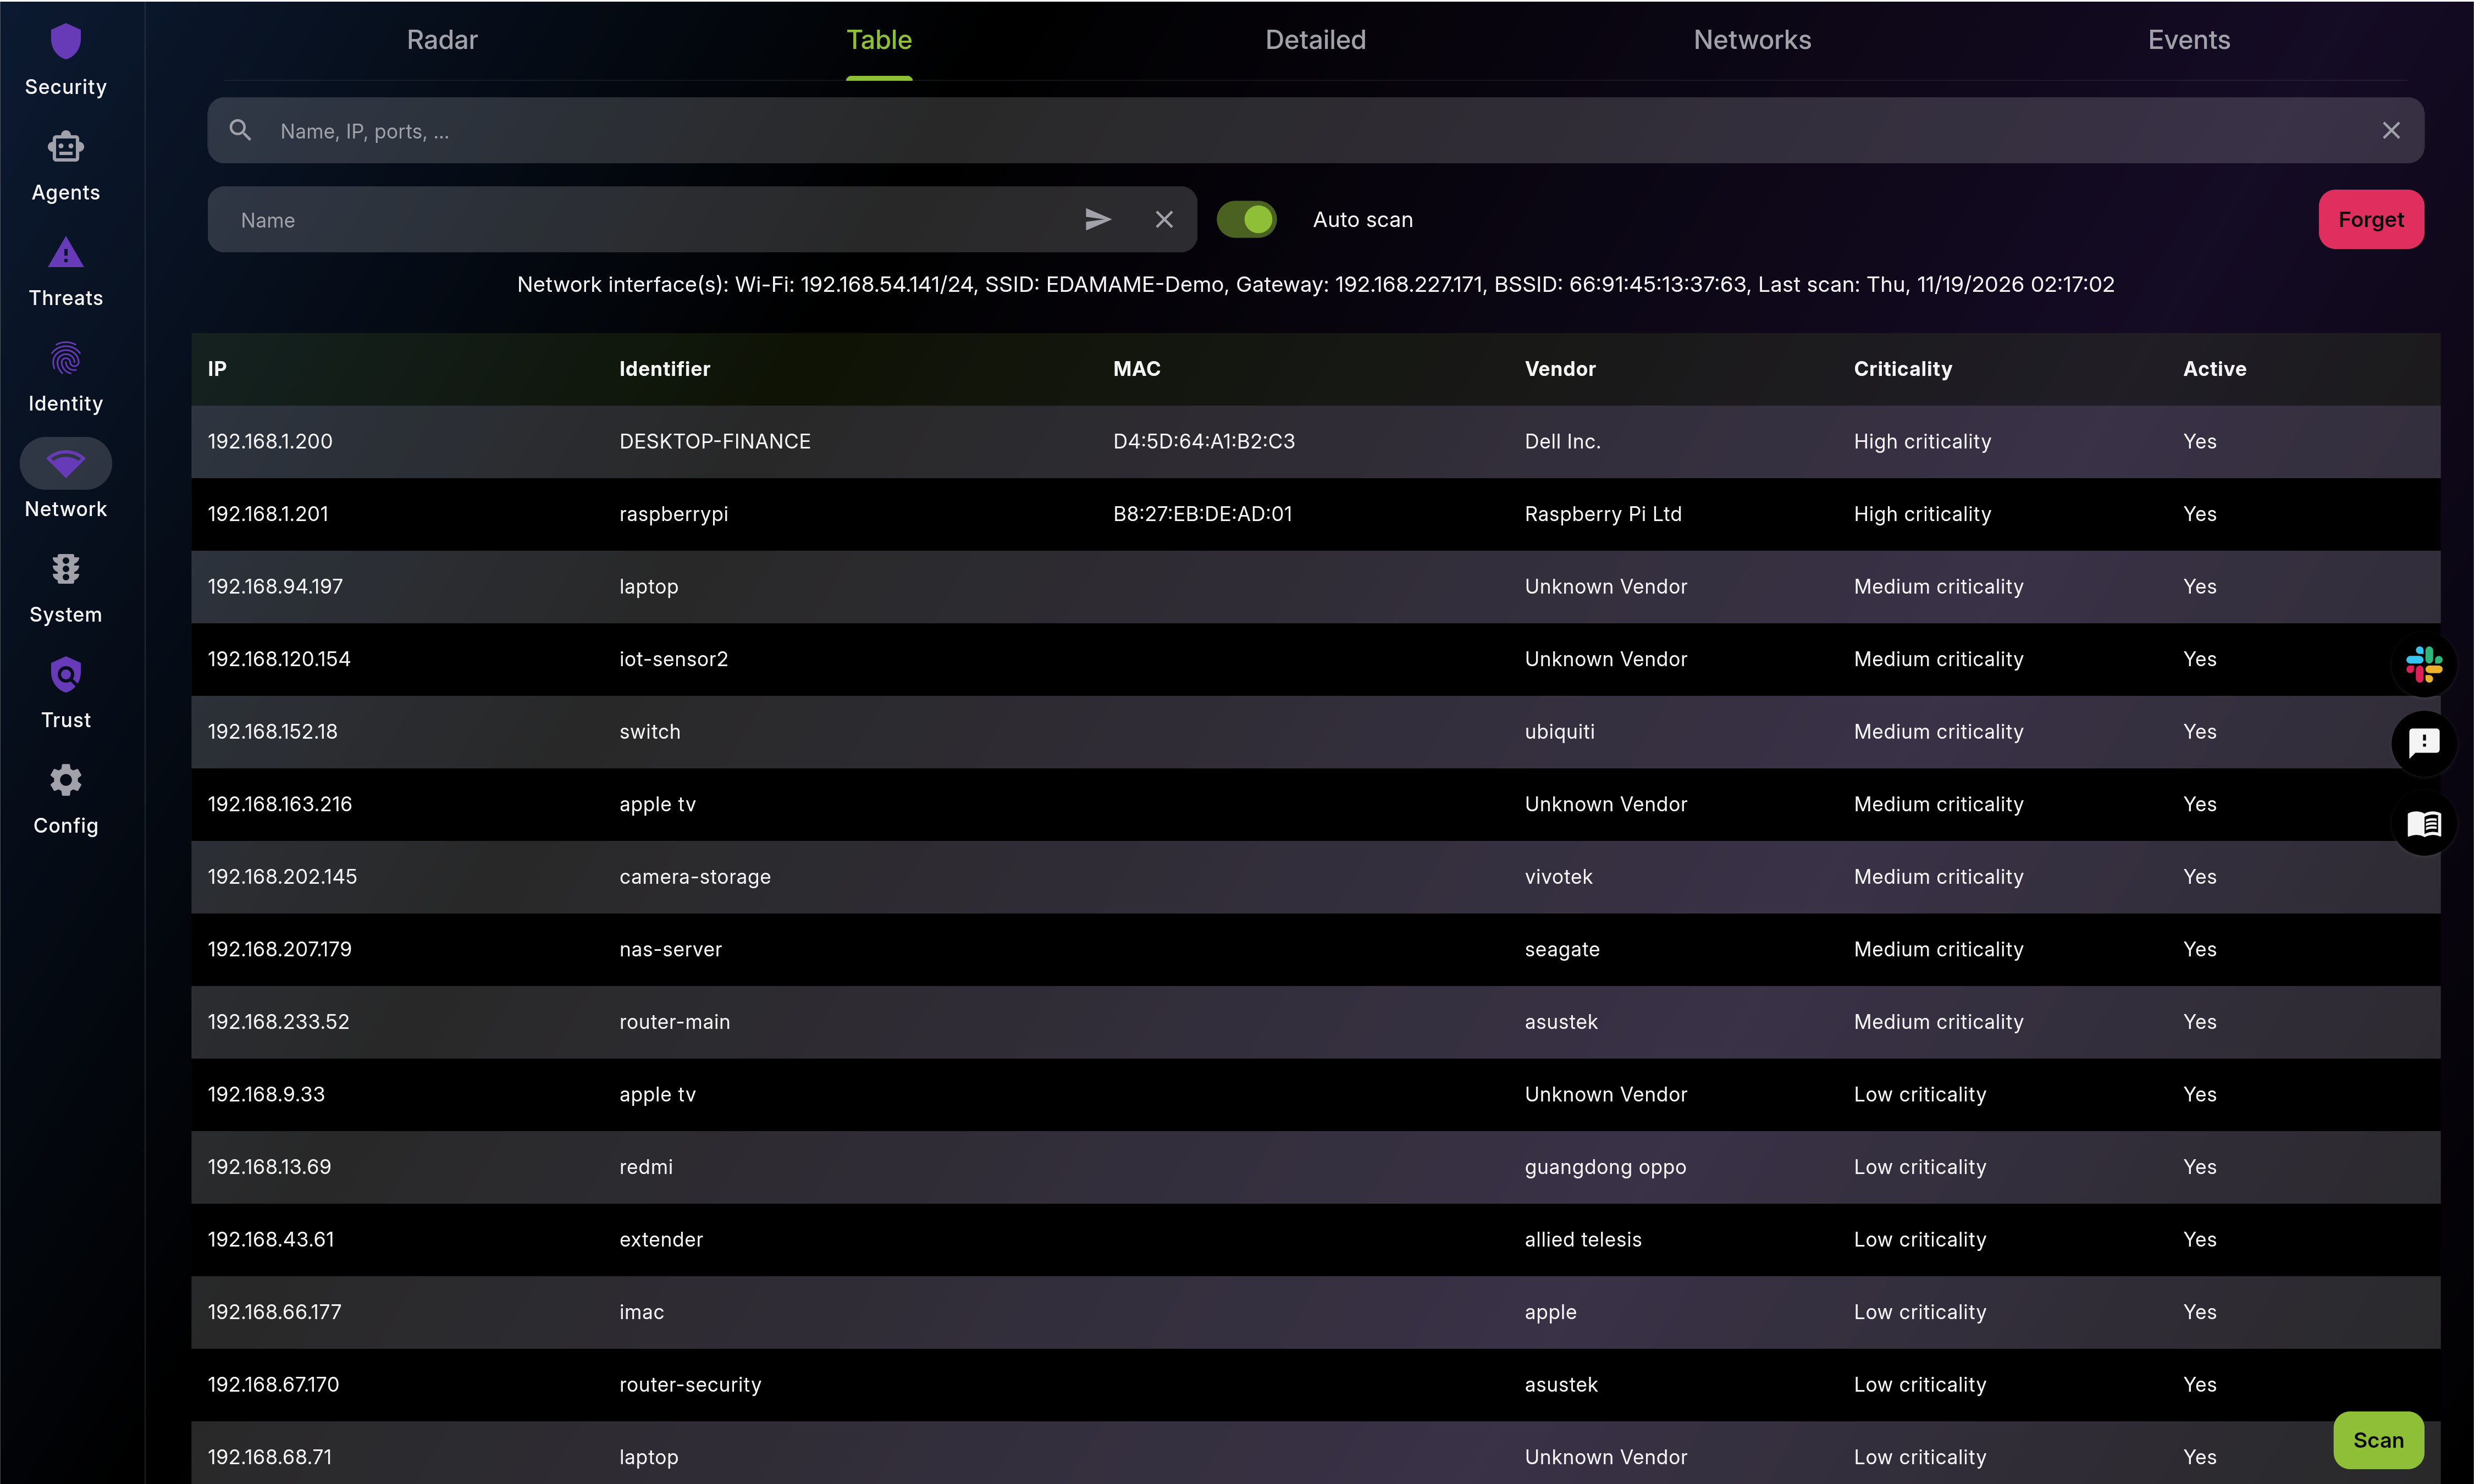 Security
Agents
Threats
Identity
Network
System
Trust
Config
Radar Table Detailed Networks Events
Name, IP, ports, ...
Name Auto scan Forget
Network interface(s): Wi-Fi: 192.168.54.141/24, SSID: EDAMAME-Demo, Gateway: 192.168.227.171, BSSID: 66:91:45:13:37:63, Last scan: Thu, 11/19/2026 02:17:02
IP Identifier MAC Vendor Criticality Active
192.168.1.200 DESKTOP-FINANCE D4:5D:64:A1:B2:C3 Dell Inc. High criticality Yes
192.168.1.201 raspberrypi B8:27:EB:DE:AD:01 Raspberry Pi Ltd High criticality Yes
192.168.94.197 laptop Unknown Vendor Medium criticality Yes
192.168.120.154 iot-sensor2 Unknown Vendor Medium criticality Yes
192.168.152.18 switch ubiquiti Medium criticality Yes
192.168.163.216 apple tv Unknown Vendor Medium criticality Yes
192.168.202.145 camera-storage vivotek Medium criticality Yes
192.168.207.179 nas-server seagate Medium criticality Yes
192.168.233.52 router-main asustek Medium criticality Yes
192.168.9.33 apple tv Unknown Vendor Low criticality Yes
192.168.13.69 redmi guangdong oppo Low criticality Yes
192.168.43.61 extender allied telesis Low criticality Yes
192.168.66.177 imac apple Low criticality Yes
192.168.67.170 router-security asustek Low criticality Yes
192.168.68.71 laptop Unknown Vendor Low criticality Yes
Scan